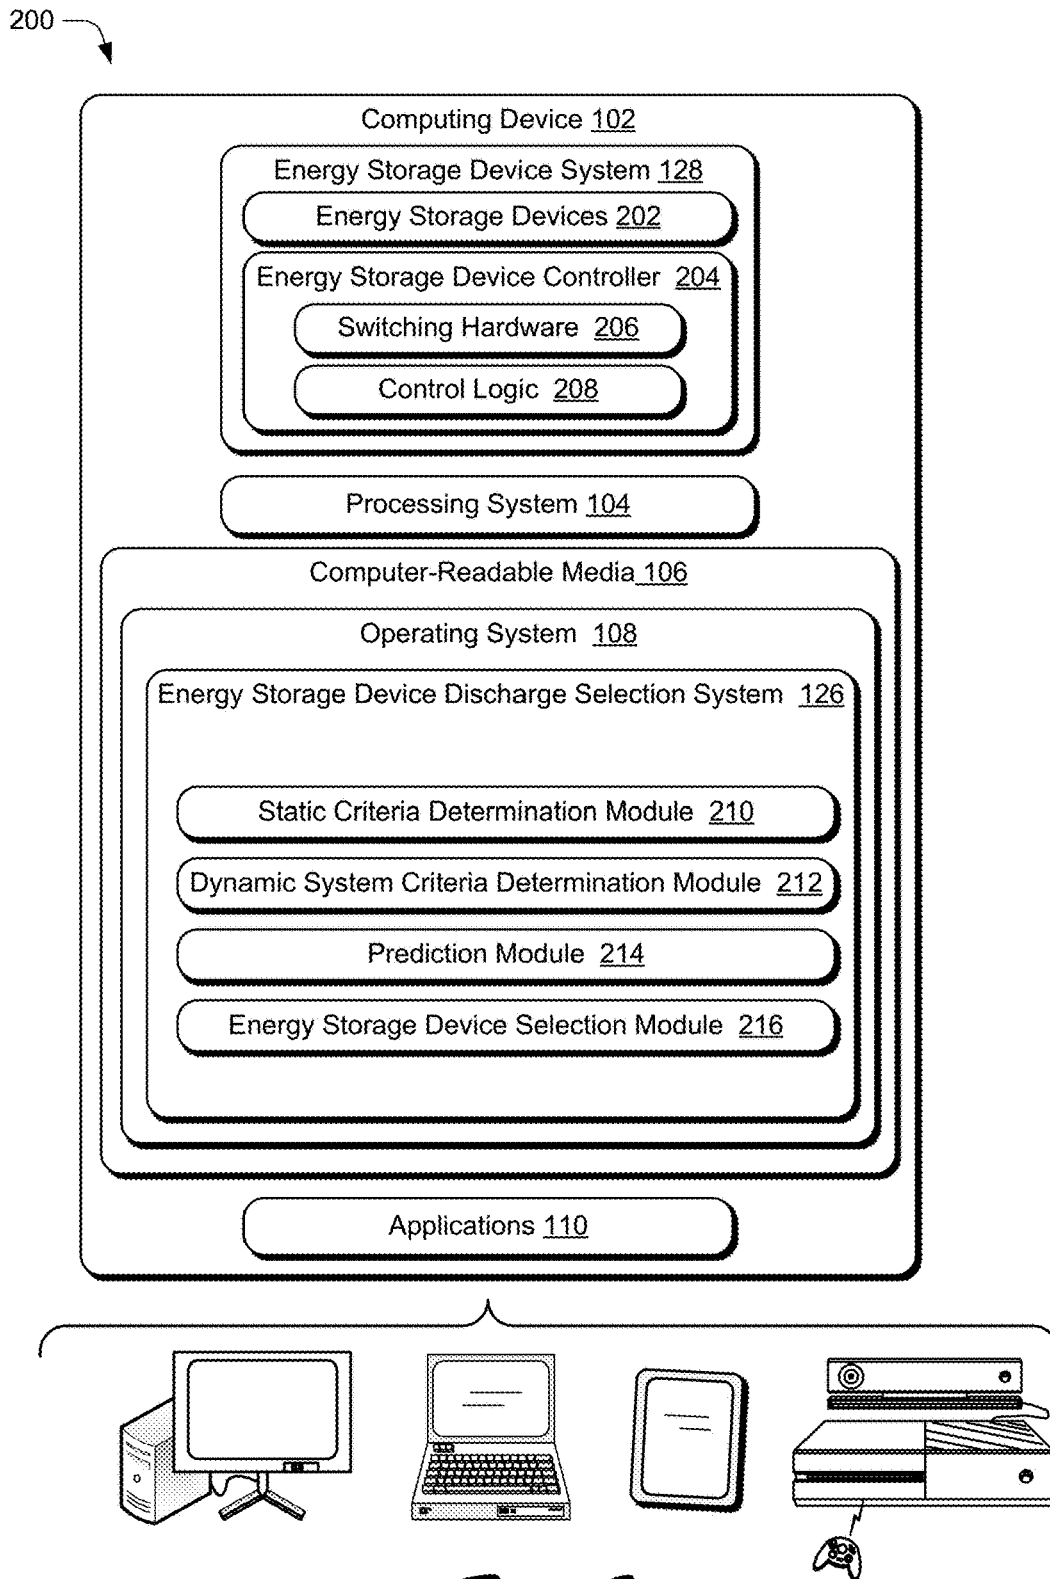 200
Computing Device 102
Energy Storage Device System 128
Energy Storage Devices 202
Energy Storage Device Controller 204
Switching Hardware 206
Control Logic 208
Processing System 104
Computer-Readable Media 106
Operating System 108
Energy Storage Device Discharge Selection System 126
Static Criteria Determination Module 210
Dynamic System Criteria Determination Module 212
Prediction Module 214
Energy Storage Device Selection Module 216
Applications 110